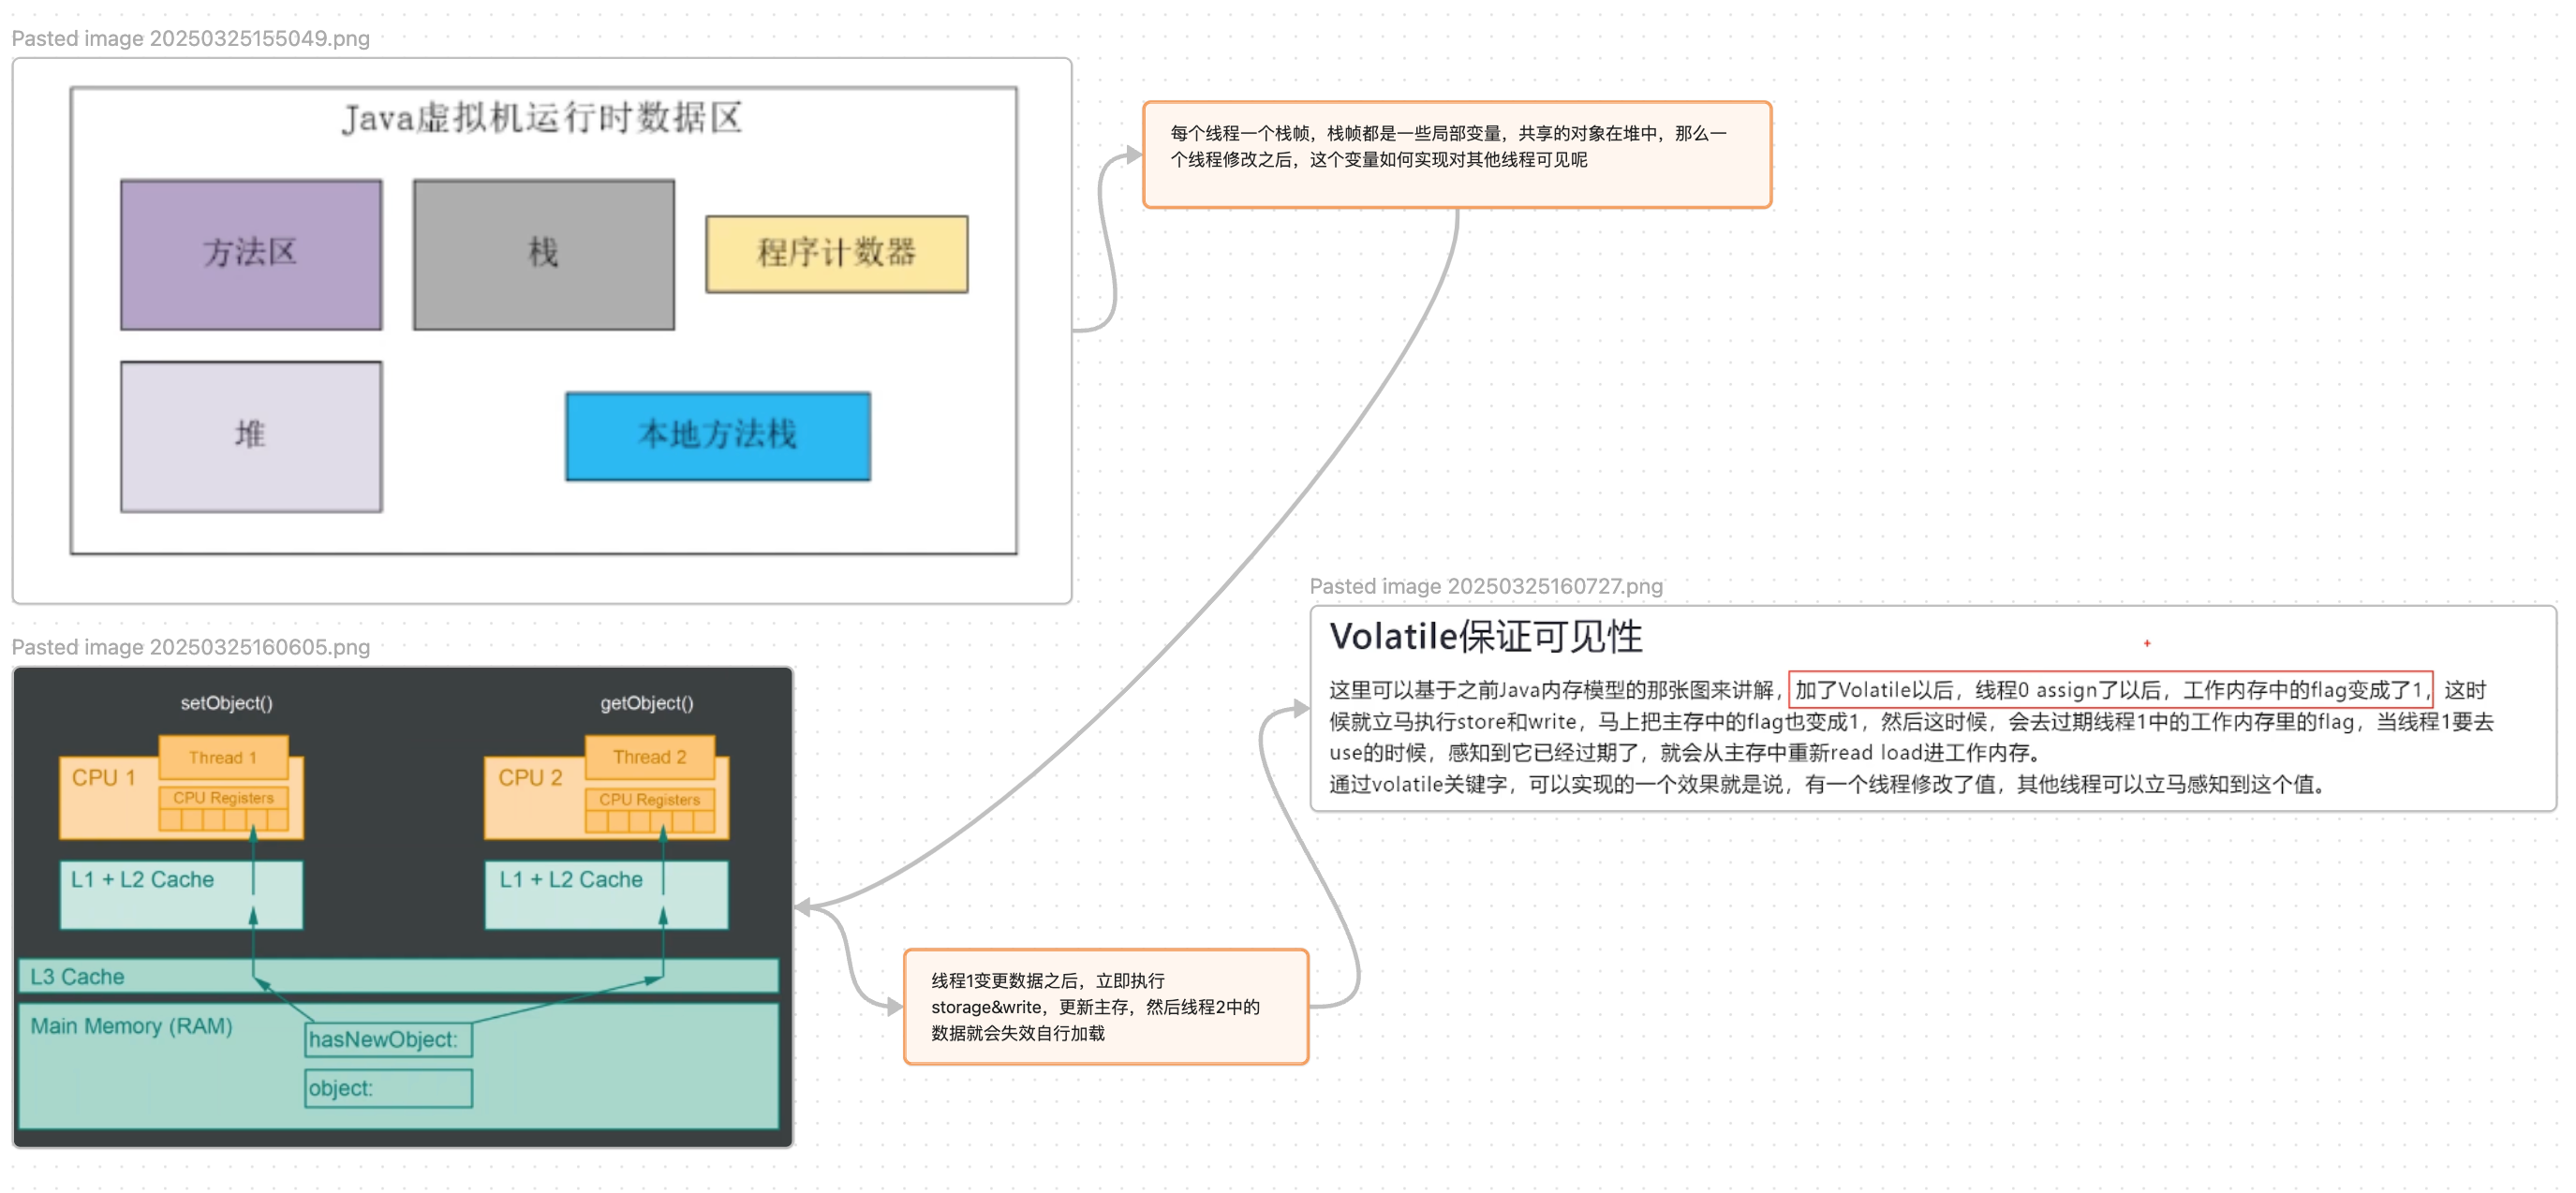 Pasted image 20250325155049.png
Java虚拟机运行时数据区
方法区
栈
程序计数器
堆
本地方法栈
每个线程一个栈帧，栈帧都是一些局部变量，共享的对象在堆中，那么一
个线程修改之后，这个变量如何实现对其他线程可见呢
Pasted image 20250325160605.png
setObject()
getObject()
Thread 1
CPU 1
CPU Registers
Thread 2
CPU 2
CPU Registers
L1 + L2 Cache
L1 + L2 Cache
L3 Cache
Main Memory (RAM)
hasNewObject:
object:
线程1变更数据之后，立即执行
storage&write，更新主存，然后线程2中的
数据就会失效自行加载
Pasted image 20250325160727.png
Volatile保证可见性
这里可以基于之前Java内存模型的那张图来讲解，加了Volatile以后，线程0 assign了以后，工作内存中的flag变成了1，这时
候就立马执行store和write，马上把主存中的flag也变成1，然后这时候，会去过期线程1中的工作内存里的flag，当线程1要去
use的时候，感知到它已经过期了，就会从主存中重新read load进工作内存。
通过volatile关键字，可以实现的一个效果就是说，有一个线程修改了值，其他线程可以立马感知到这个值。